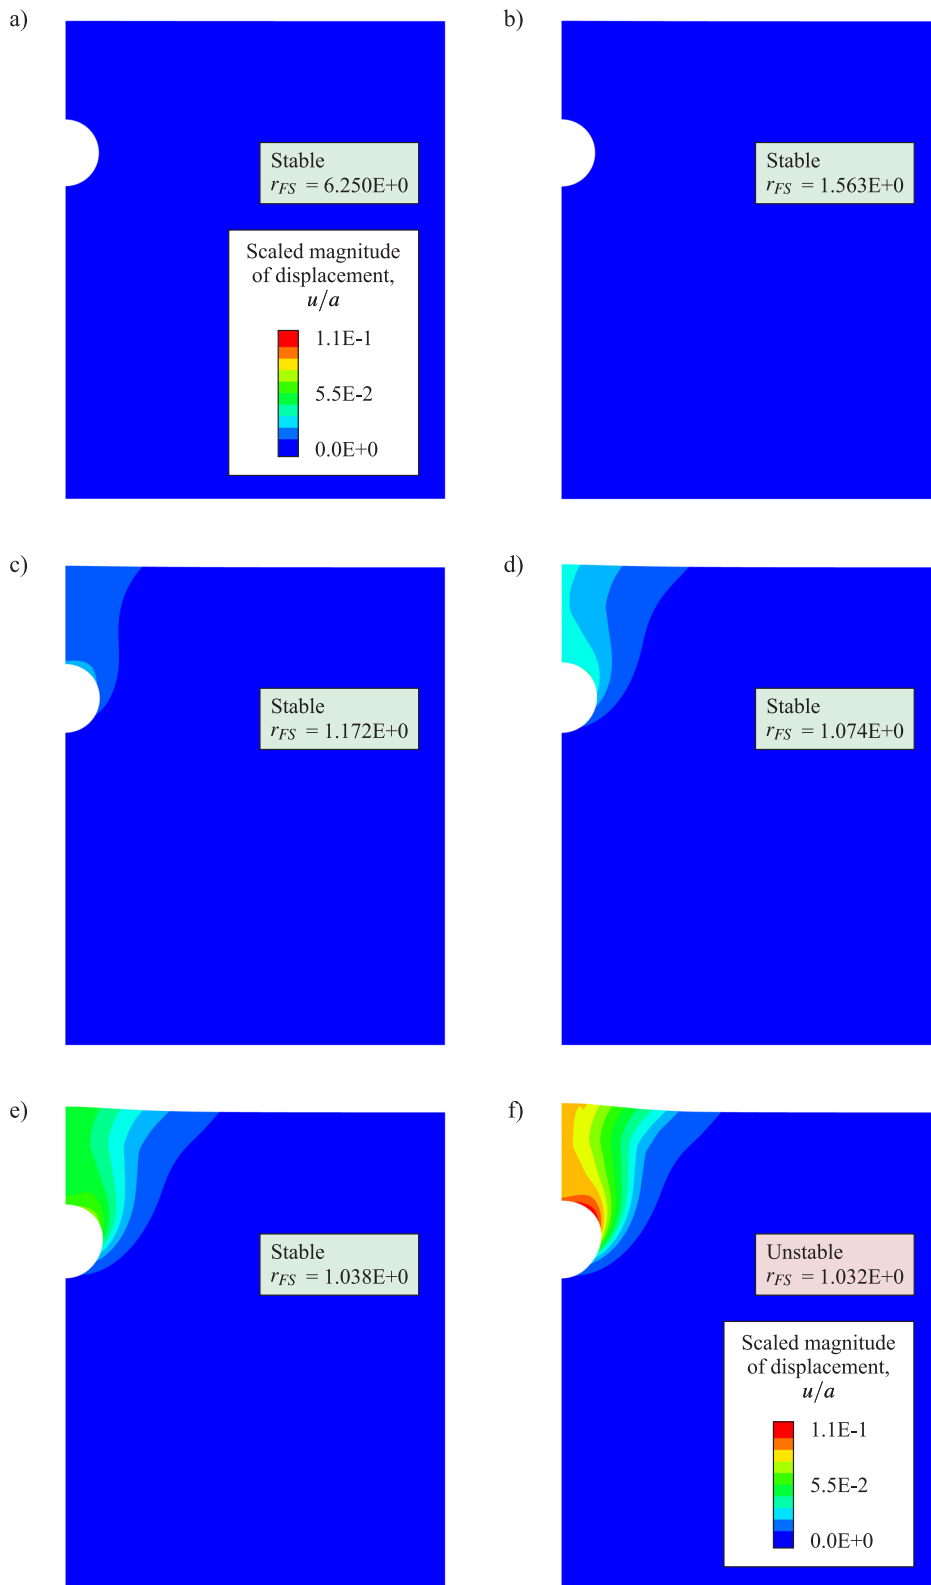 a)
Stable
r_FS = 6.250E+0
Scaled magnitude
of displacement,
u/a
1.1E-1
5.5E-2
0.0E+0
b)
Stable
r_FS = 1.563E+0
c)
Stable
r_FS = 1.172E+0
d)
Stable
r_FS = 1.074E+0
e)
Stable
r_FS = 1.038E+0
f)
Unstable
r_FS = 1.032E+0
Scaled magnitude
of displacement,
u/a
1.1E-1
5.5E-2
0.0E+0